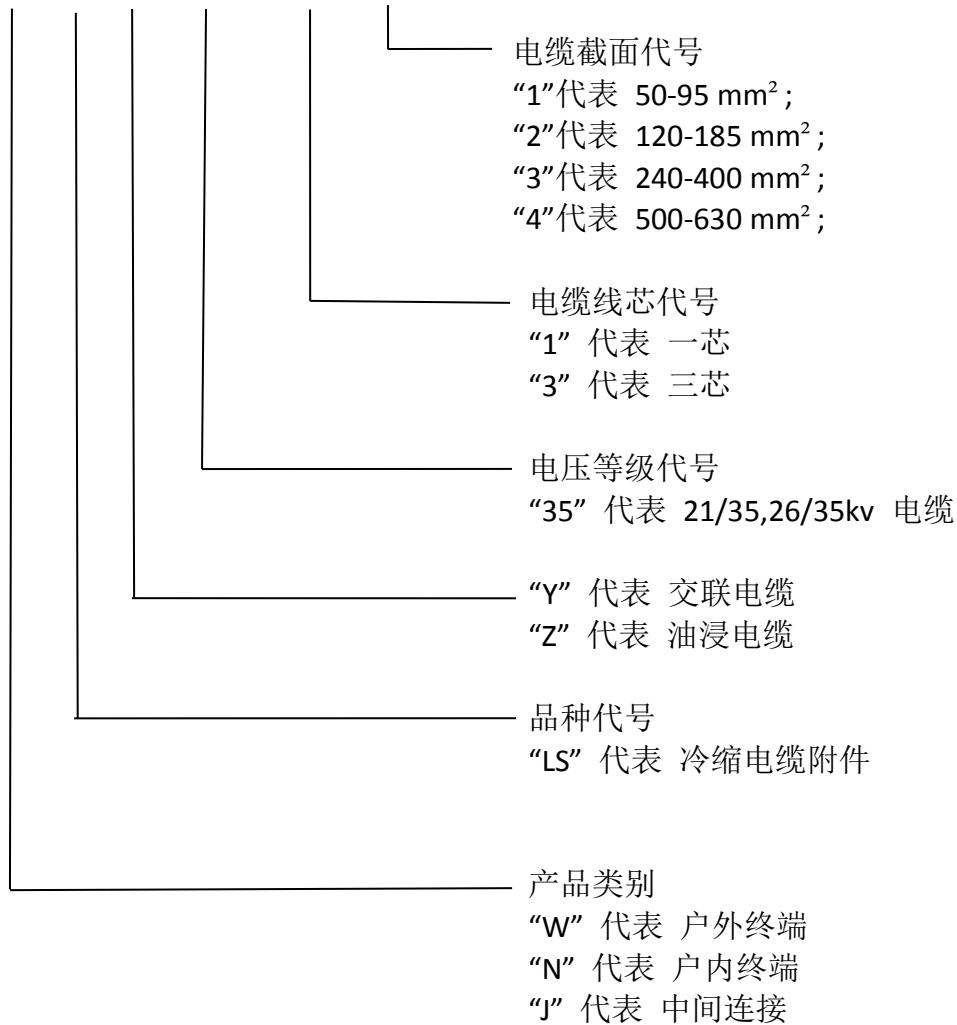 电缆截面代号
“1”代表 50-95 mm²;
“2”代表 120-185 mm²;
“3”代表 240-400 mm²;
“4”代表 500-630 mm²;
电缆线芯代号
“1” 代表 一芯
“3” 代表 三芯
电压等级代号
“35” 代表 21/35,26/35kv 电缆
“Y” 代表 交联电缆
“Z” 代表 油浸电缆
品种代号
“LS” 代表 冷缩电缆附件
产品类别
“W” 代表 户外终端
“N” 代表 户内终端
“J” 代表 中间连接